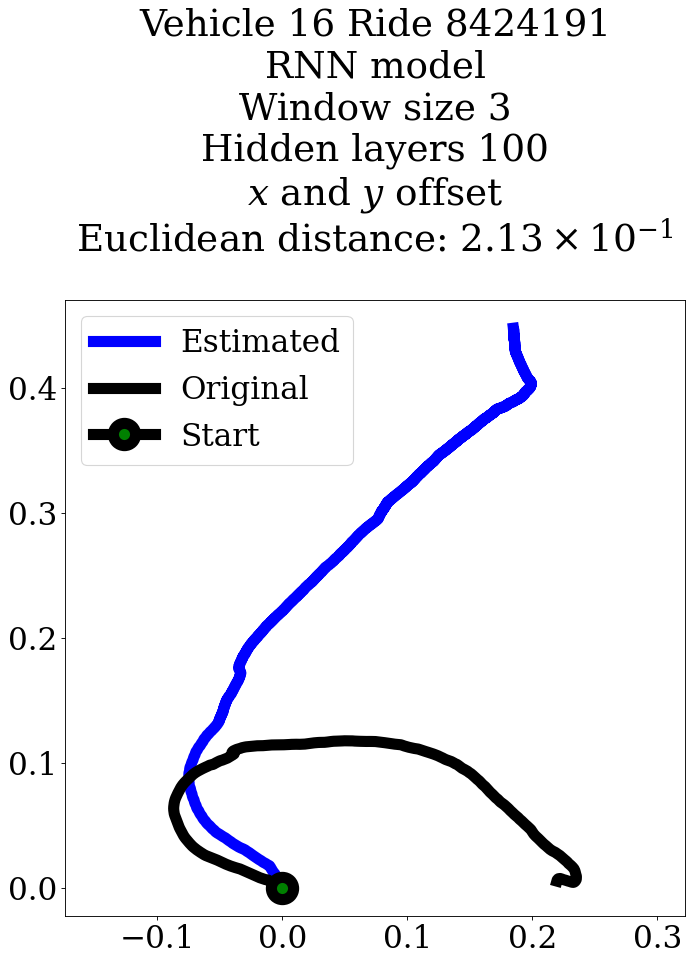 Vehicle 16 Ride 8424191
RNN model
Window size 3
Hidden layers 100
x and y offset
Euclidean distance: 2.13 × 10⁻¹
Estimated
Original
Start
0.4
0.3
0.2
0.1
0.0
−0.1 0.0 0.1 0.2 0.3